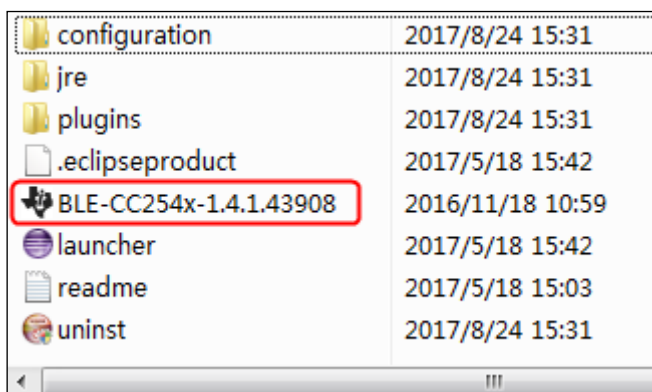 configuration 2017/8/24 15:31
jre 2017/8/24 15:31
plugins 2017/8/24 15:31
.eclipseproduct 2017/5/18 15:42
BLE-CC254x-1.4.1.43908 2016/11/18 10:59
launcher 2017/5/18 15:42
readme 2017/5/18 15:03
uninst 2017/8/24 15:31